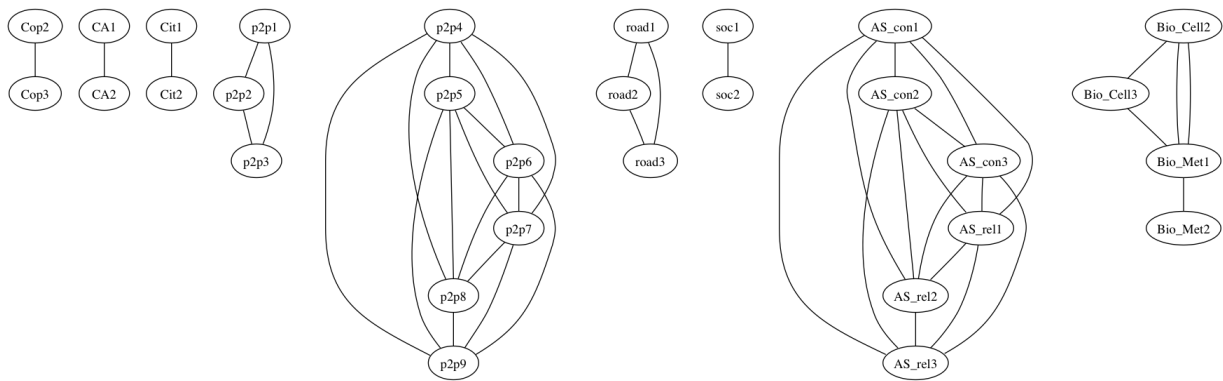 Cop2
CA1
Cit1
p2p1
p2p4
road1
soc1
AS_con1
Bio_Cell2
Cop3
CA2
Cit2
p2p2
p2p5
road2
soc2
AS_con2
Bio_Cell3
p2p3
p2p6
road3
AS_con3
Bio_Met1
p2p7
AS_rel1
Bio_Met2
p2p8
AS_rel2
p2p9
AS_rel3